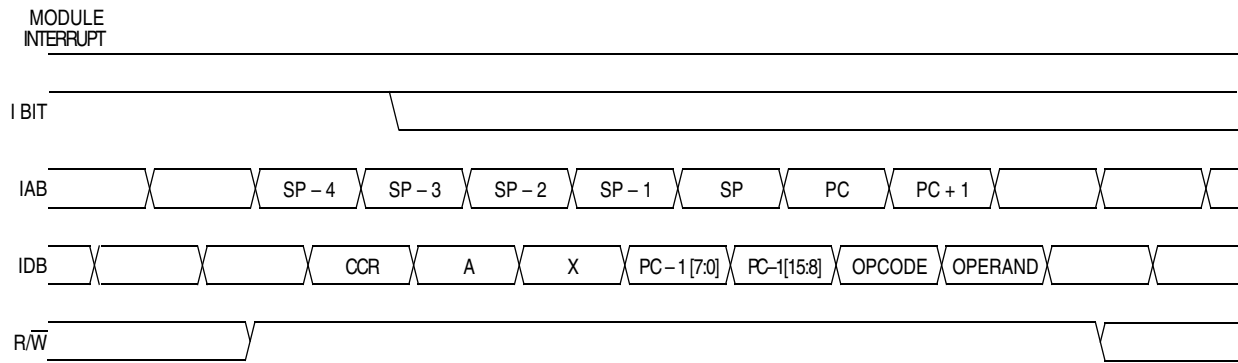 MODULE
INTERRUPT
I BIT
IAB SP – 4 SP – 3 SP – 2 SP – 1 SP PC PC + 1
IDB CCR A X PC – 1 [7:0] PC–1[15:8] OPCODE OPERAND
R/W̅